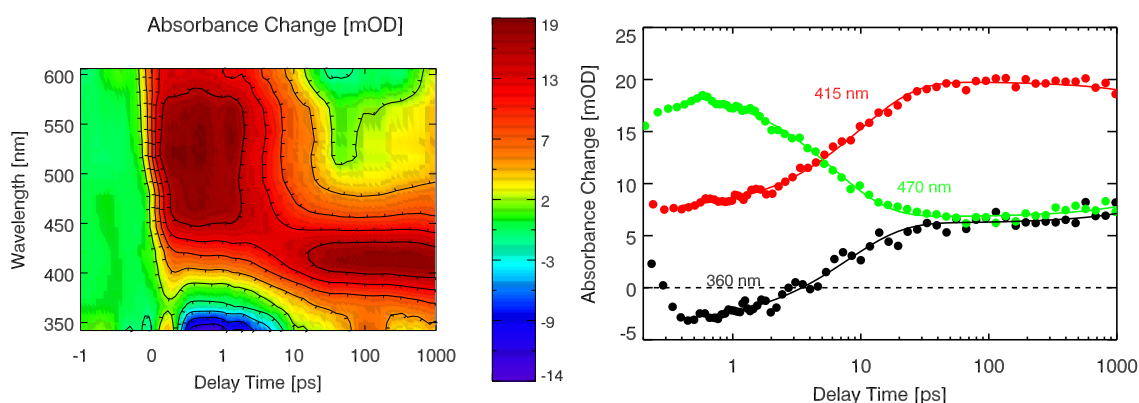 Absorbance Change [mOD]
Wavelength [nm]
600
550
500
450
400
350
-1 0 1 10 100 1000
Delay Time [ps]
19
13
7
2
-3
-9
-14
Absorbance Change [mOD]
25
20
15
10
5
0
-5
415 nm
470 nm
360 nm
1 10 100 1000
Delay Time [ps]